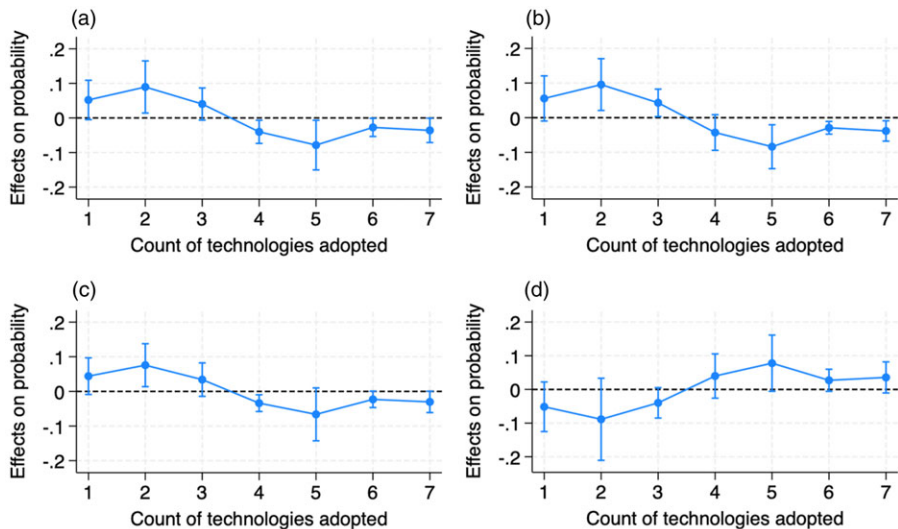 (a)
Effects on probability
.2
.1
0
-.1
-.2
1 2 3 4 5 6 7
Count of technologies adopted
(b)
Effects on probability
.2
.1
0
-.1
-.2
1 2 3 4 5 6 7
Count of technologies adopted
(c)
Effects on probability
.2
.1
0
-.1
-.2
1 2 3 4 5 6 7
Count of technologies adopted
(d)
Effects on probability
.2
.1
0
-.1
-.2
1 2 3 4 5 6 7
Count of technologies adopted